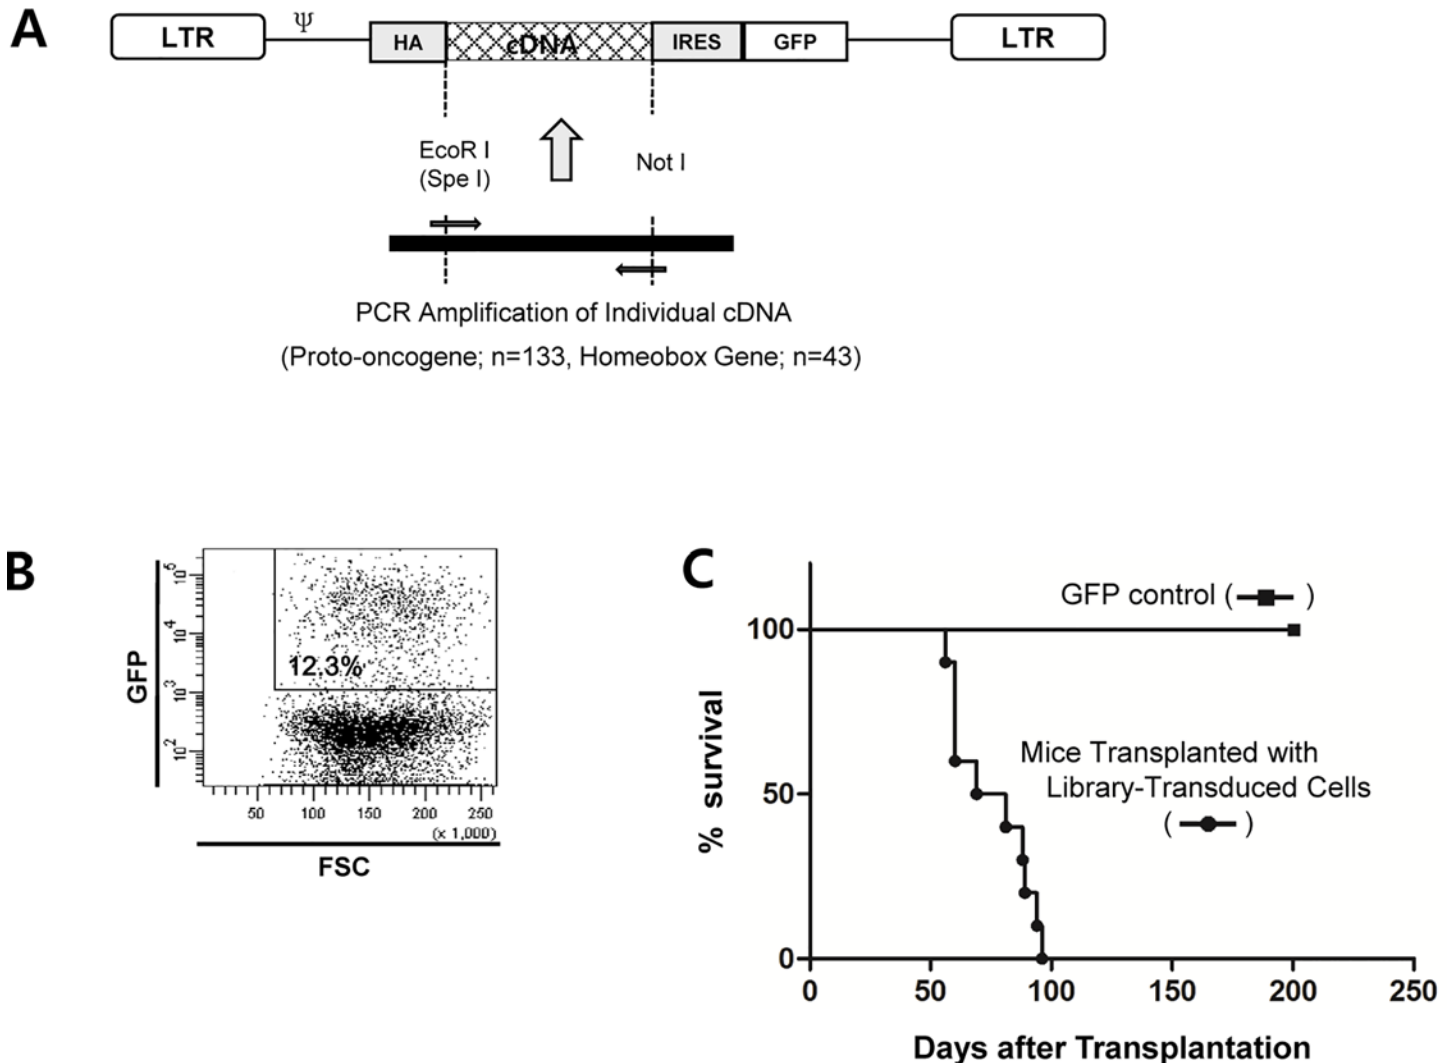 A
LTR
Ψ
HA
cDNA
IRES
GFP
LTR
EcoR I
(Spe I)
Not I
PCR Amplification of Individual cDNA
(Proto-oncogene; n=133, Homeobox Gene; n=43)
B
GFP
10^5
10^4
10^3
10^2
12.3%
50 100 150 200 250
(x 1,000)
FSC
C
GFP control ( )
Mice Transplanted with
Library-Transduced Cells
( )
% survival
100
50
0
0 50 100 150 200 250
Days after Transplantation